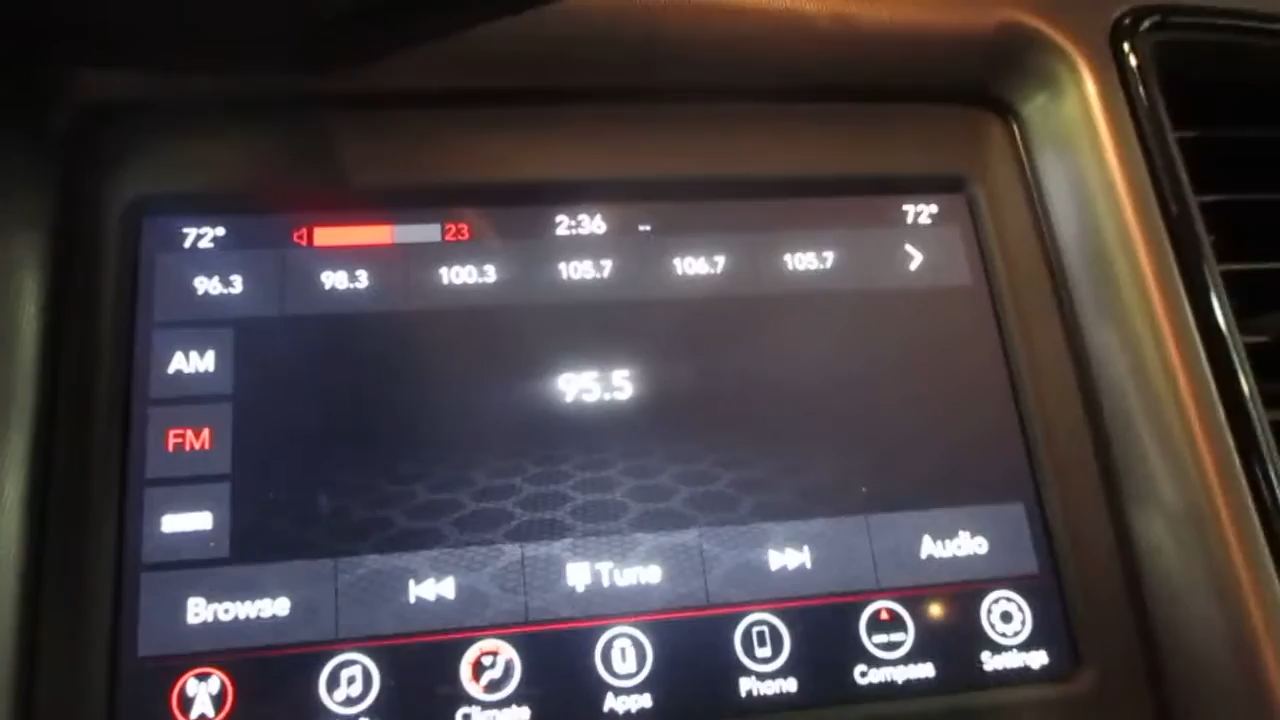 72° 23 2:36 -- 72°
96.3 98.3 100.3 105.7 106.7 105.7
AM
95.5
FM
Browse Tune Audio
Climate Apps Phone Compass Settings